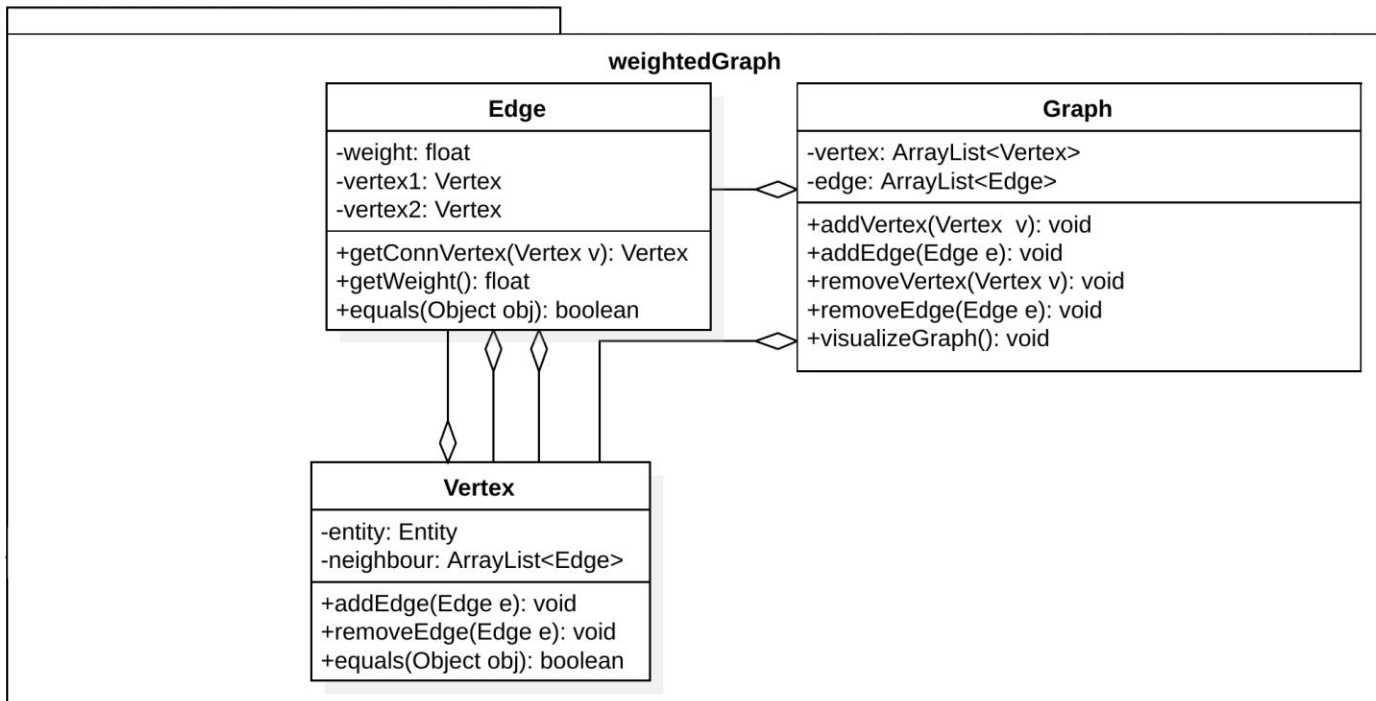 weightedGraph
Edge
-weight: float
-vertex1: Vertex
-vertex2: Vertex
+getConnVertex(Vertex v): Vertex
+getWeight(): float
+equals(Object obj): boolean
Graph
-vertex: ArrayList<Vertex>
-edge: ArrayList<Edge>
+addVertex(Vertex  v): void
+addEdge(Edge e): void
+removeVertex(Vertex v): void
+removeEdge(Edge e): void
+visualizeGraph(): void
Vertex
-entity: Entity
-neighbour: ArrayList<Edge>
+addEdge(Edge e): void
+removeEdge(Edge e): void
+equals(Object obj): boolean